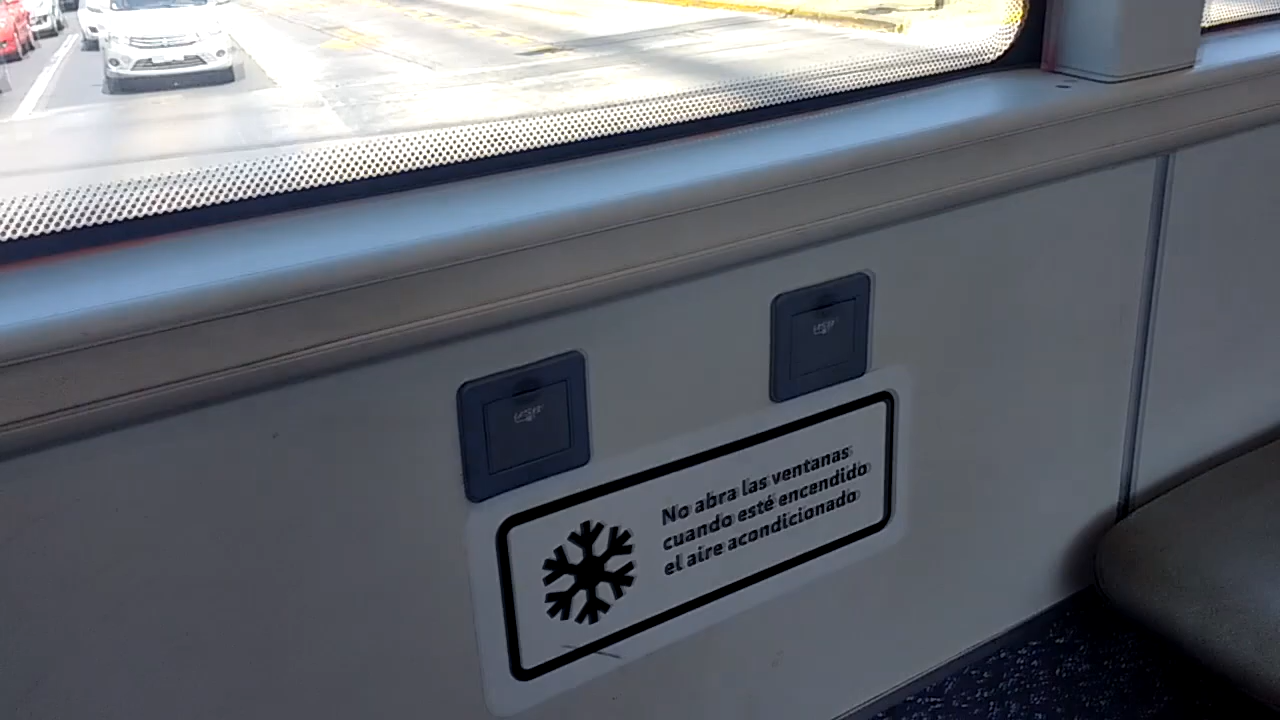 No abra las ventanas
cuando esté encendido
el aire acondicionado